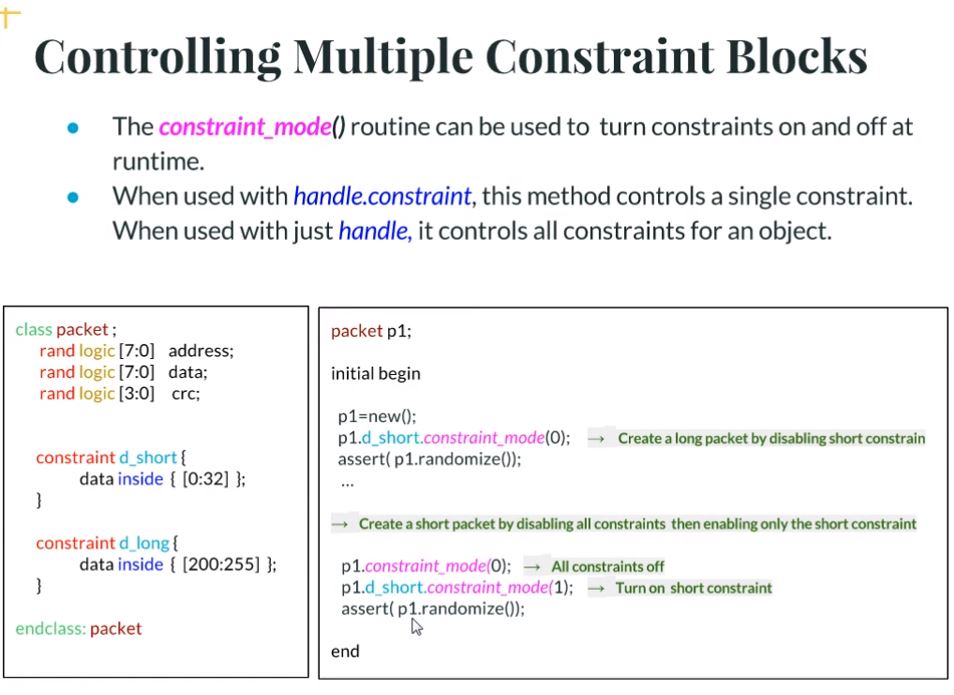 Controlling Multiple Constraint Blocks
The constraint_mode() routine can be used to turn constraints on and off at
runtime.
When used with handle.constraint, this method controls a single constraint.
When used with just handle, it controls all constraints for an object.
class packet ;
rand logic [7:0] address;
rand logic [7:0] data;
rand logic [3:0] crc;
constraint d_short {
data inside { [0:32] };
}
constraint d_long {
data inside { [200:255] };
}
endclass: packet
packet p1;
initial begin
p1=new();
p1.d_short.constraint_mode(0); → Create a long packet by disabling short constrain
assert( p1.randomize());
...
→ Create a short packet by disabling all constraints then enabling only the short constraint
p1.constraint_mode(0); → All constraints off
p1.d_short.constraint_mode(1); → Turn on short constraint
assert( p1.randomize());
end